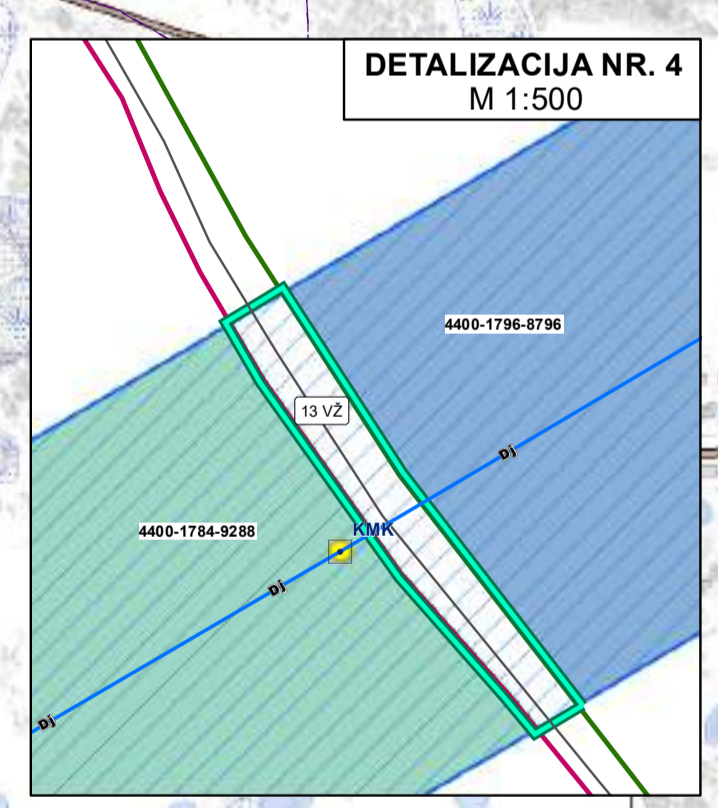 DETALIZACIJA NR. 4
M 1:500
4400-1796-8796
13 VŽ
Dj
4400-1784-9288
KMK
Dj
Dj